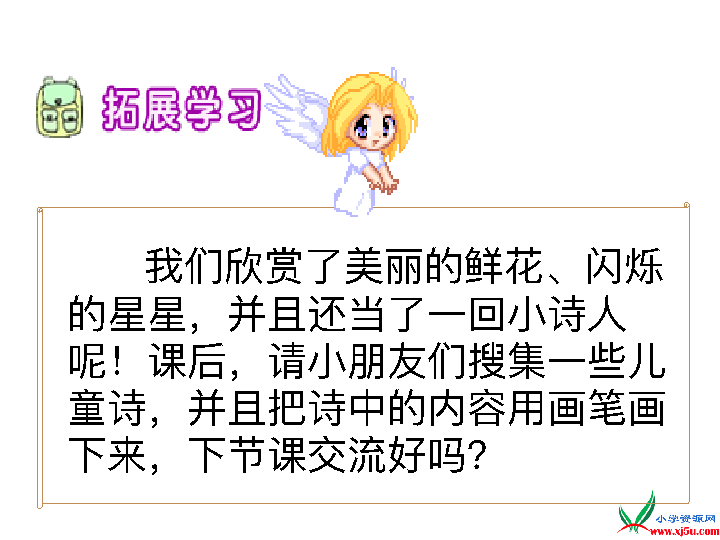 拓展学习
我们欣赏了美丽的鲜花、闪烁
的星星，并且还当了一回小诗人
呢！课后，请小朋友们搜集一些儿
童诗，并且把诗中的内容用画笔画
下来，下节课交流好吗？
小学资源网
www.xj5u.com